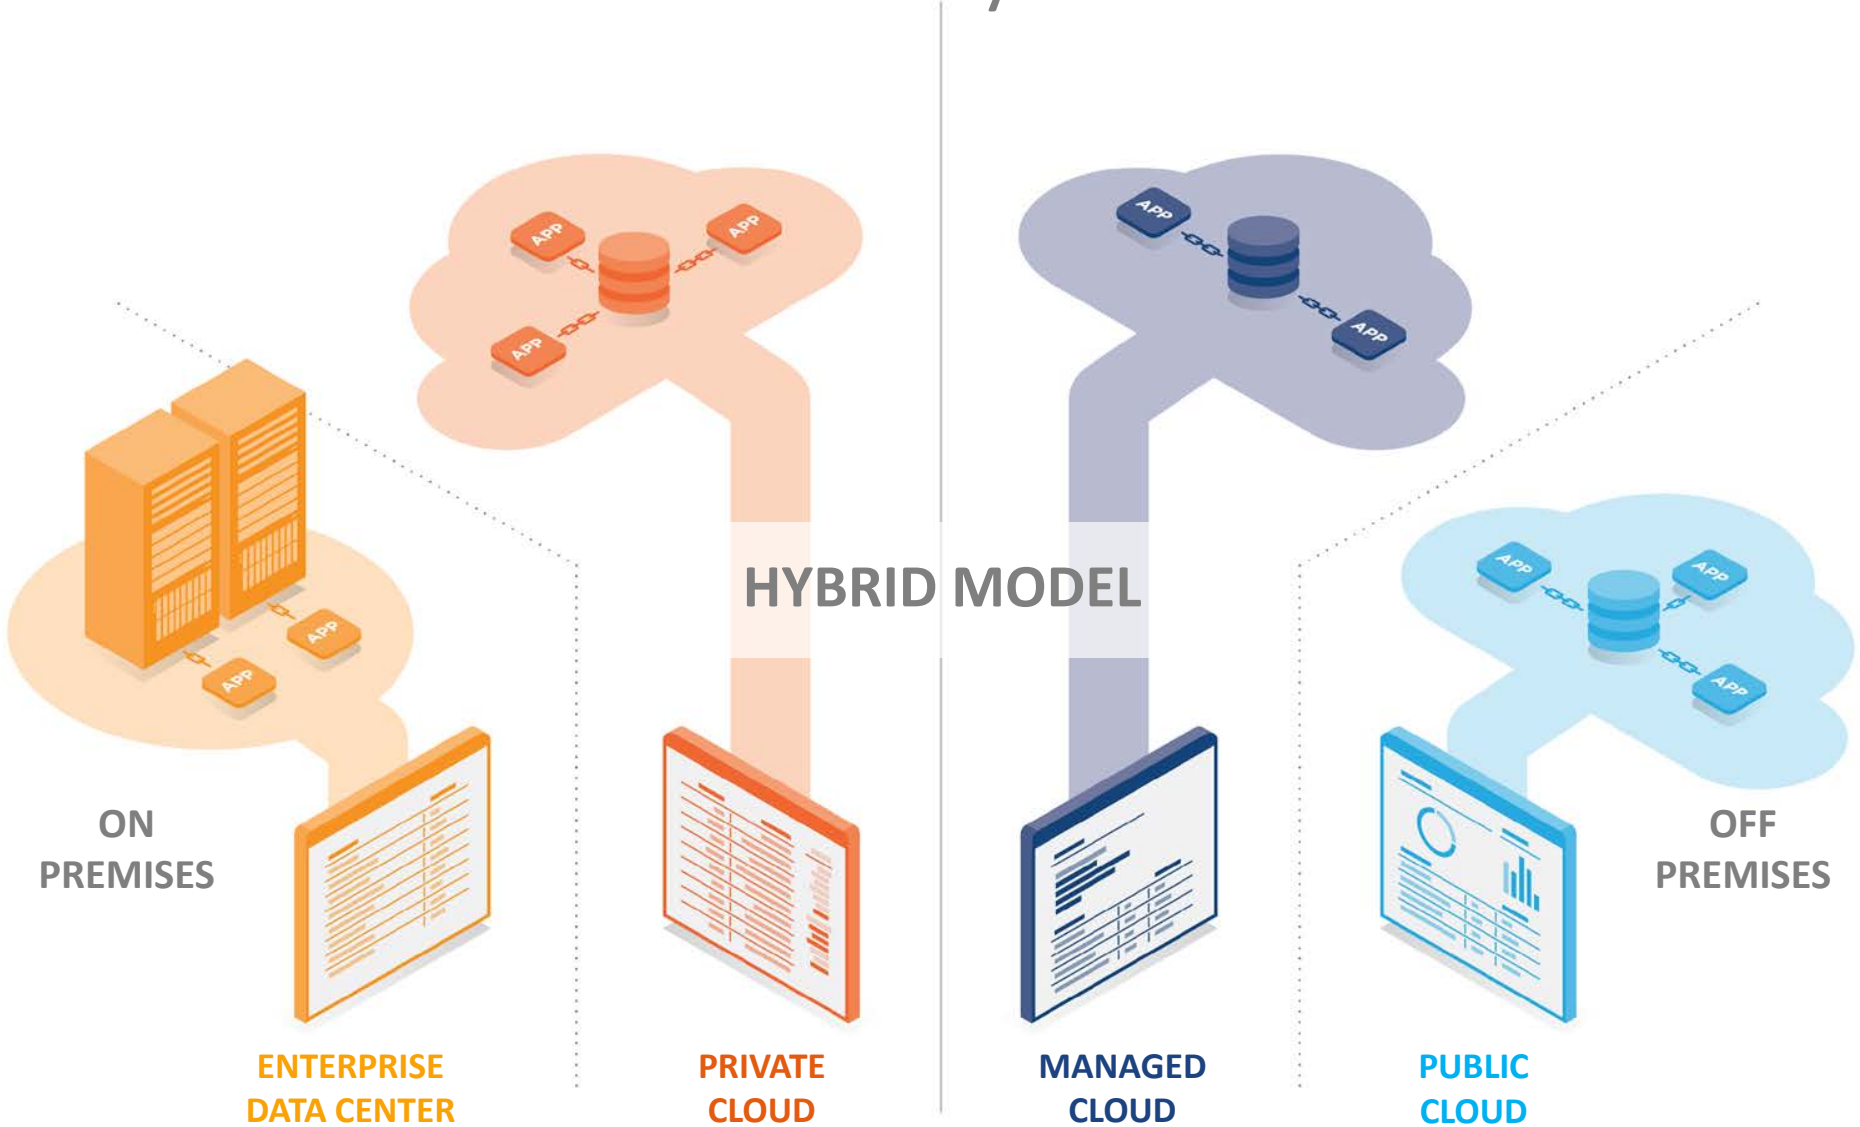 APP
APP
APP
APP
APP
APP
APP
HYBRID MODEL
APP
APP
APP
ON
PREMISES
OFF
PREMISES
ENTERPRISE
DATA CENTER
PRIVATE
CLOUD
MANAGED
CLOUD
PUBLIC
CLOUD